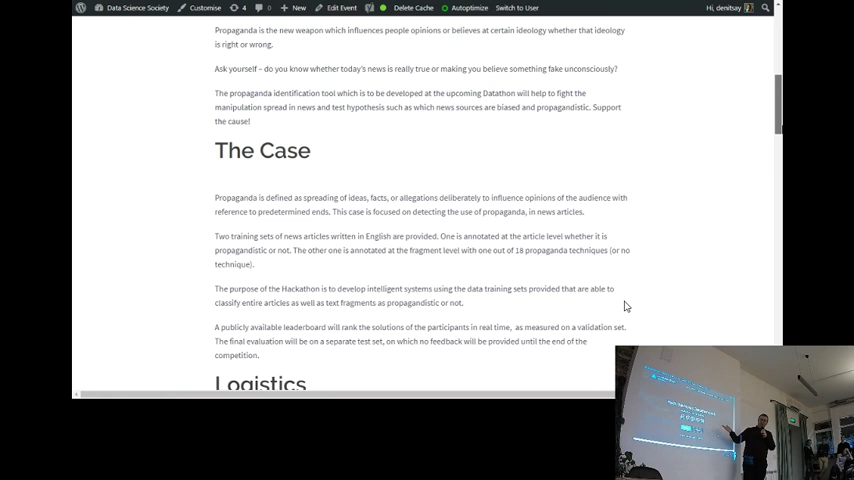 Data Science Society Customise 4 0 New Edit Event Delete Cache Autoptimize Switch to User Hi, denitsay
Propaganda is the new weapon which influences people opinions or believes at certain ideology whether that ideology
is right or wrong.
Ask yourself – do you know whether today's news is really true or making you believe something fake unconsciously?
The propaganda identification tool which is to be developed at the upcoming Datathon will help to fight the
manipulation spread in news and test hypothesis such as which news sources are biased and propagandistic. Support
the cause!
The Case
Propaganda is defined as spreading of ideas, facts, or allegations deliberately to influence opinions of the audience with
reference to predetermined ends. This case is focused on detecting the use of propaganda, in news articles.
Two training sets of news articles written in English are provided. One is annotated at the article level whether it is
propagandistic or not. The other one is annotated at the fragment level with one out of 18 propaganda techniques (or no
technique).
The purpose of the Hackathon is to develop intelligent systems using the data training sets provided that are able to
classify entire articles as well as text fragments as propagandistic or not.
A publicly available leaderboard will rank the solutions of the participants in real time, as measured on a validation set.
The final evaluation will be on a separate test set, on which no feedback will be provided until the end of the
competition.
Logistics